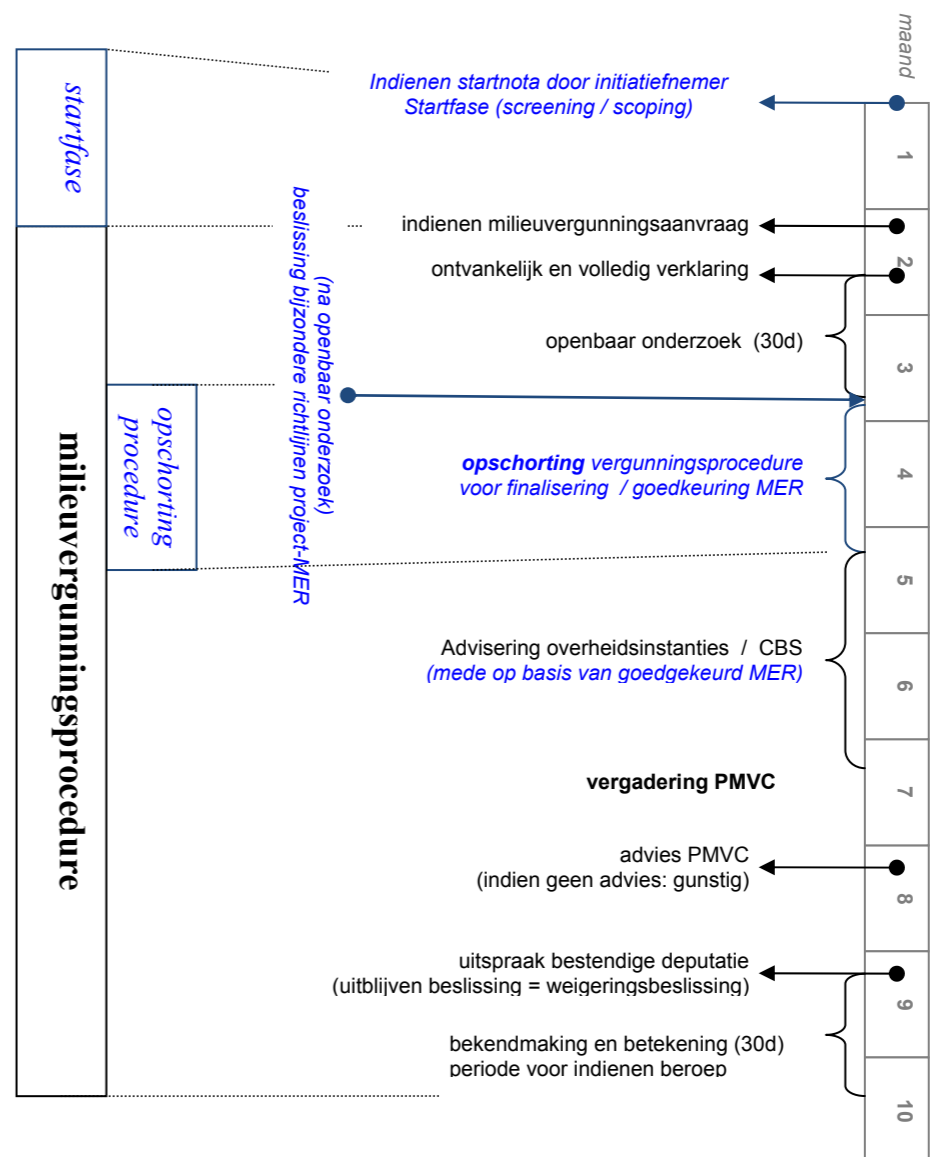 maand
Indienen startnota door initiatiefnemer
Startfase (screening / scoping)
startfase
1
indienen milieuvergunningsaanvraag
2
ontvankelijk en volledig verklaring
beslissing bijzondere richtlijnen project-MER
(na openbaar onderzoek)
openbaar onderzoek (30d)
3
opschorting
procedure
opschorting vergunningsprocedure
voor finalisering / goedkeuring MER
4
milieuvergunningsprocedure
5
Advisering overheidsinstanties / CBS
(mede op basis van goedgekeurd MER)
6
vergadering PMVC
7
advies PMVC
(indien geen advies: gunstig)
8
uitspraak bestendige deputatie
(uitblijven beslissing = weigeringsbeslissing)
9
bekendmaking en betekening (30d)
periode voor indienen beroep
10